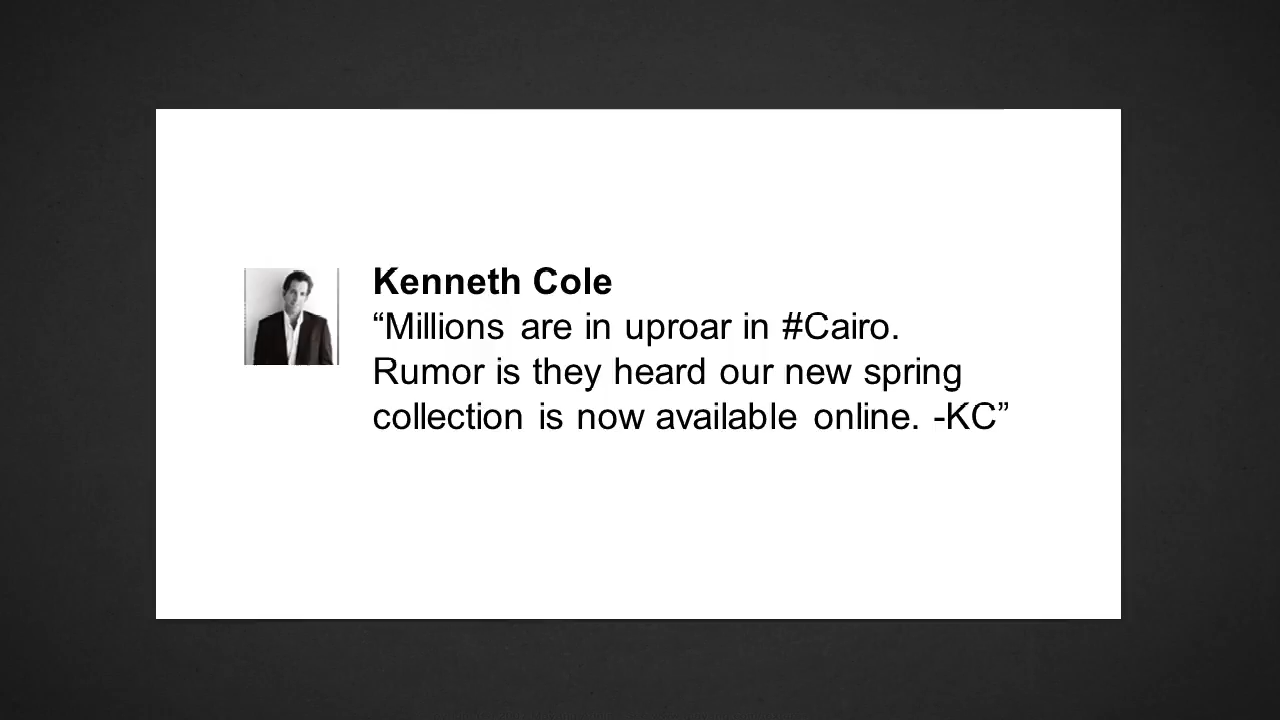 Kenneth Cole
“Millions are in uproar in #Cairo.
Rumor is they heard our new spring
collection is now available online. -KC”